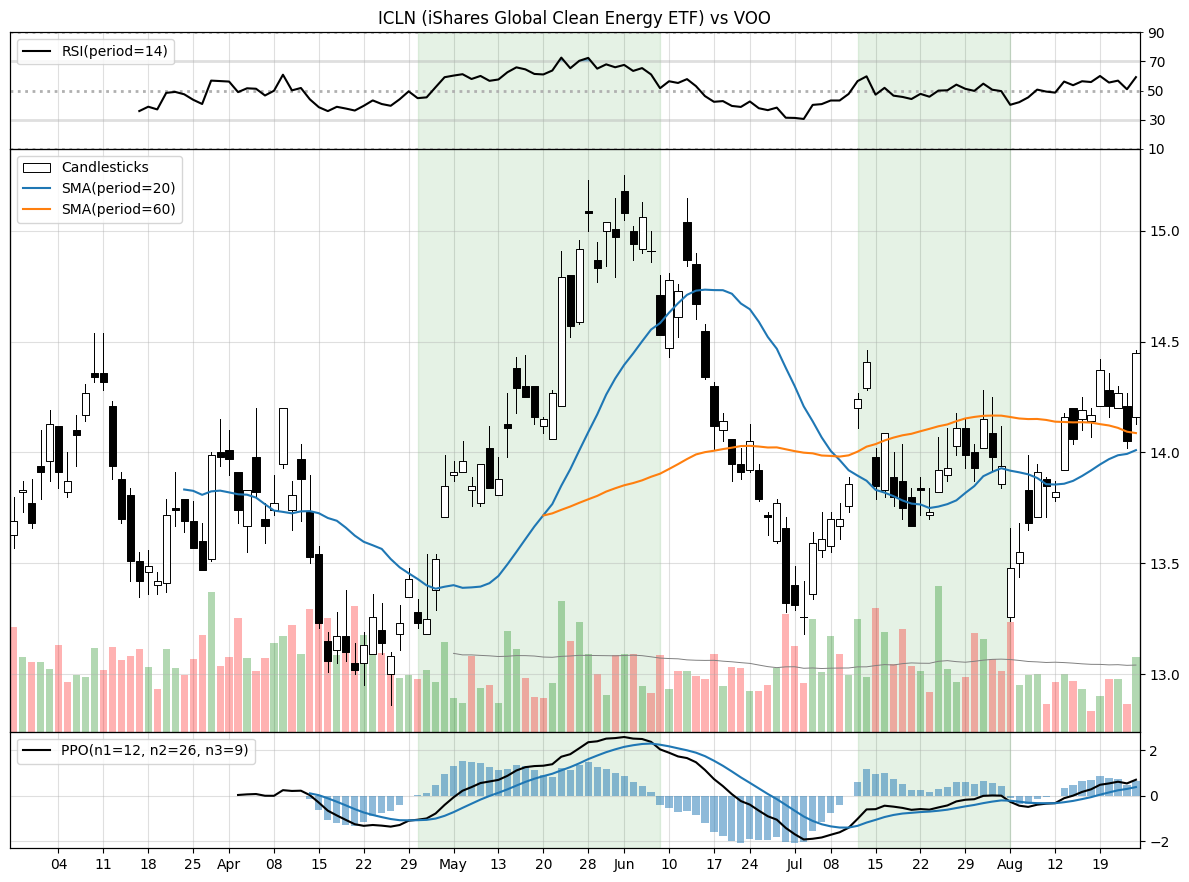 ICLN (iShares Global Clean Energy ETF) vs VOO
RSI(period=14)
90
70
50
30
10
Candlesticks
SMA(period=20)
SMA(period=60)
15.0
14.5
14.0
13.5
13.0
PPO(n1=12, n2=26, n3=9)
2
0
−2
04 11 18 25 Apr 08 15 22 29 May 13 20 28 Jun 10 17 24 Jul 08 15 22 29 Aug 12 19